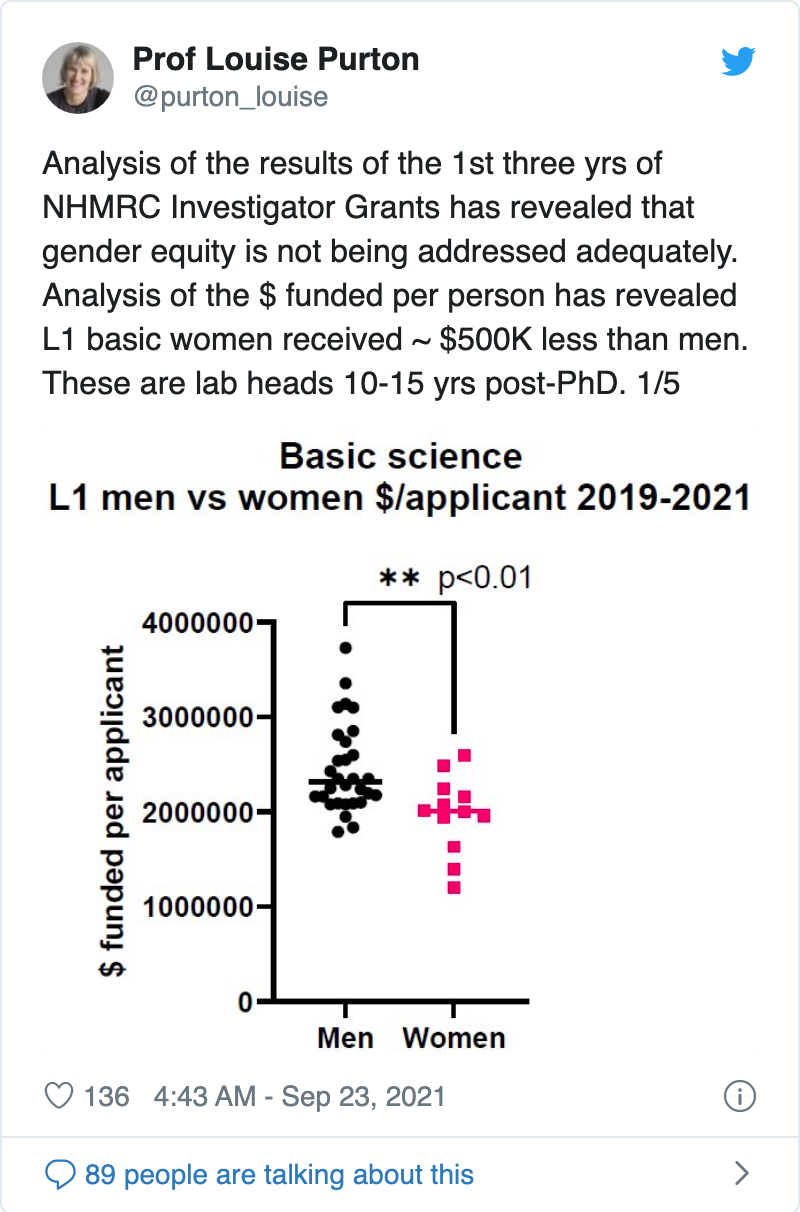 Prof Louise Purton
@purton_louise
Analysis of the results of the 1st three yrs of
NHMRC Investigator Grants has revealed that
gender equity is not being addressed adequately.
Analysis of the $ funded per person has revealed
L1 basic women received ~ $500K less than men.
These are lab heads 10-15 yrs post-PhD. 1/5
Basic science
L1 men vs women $/applicant 2019-2021
** p<0.01
$ funded per applicant
4000000
3000000
2000000
1000000
0
Men Women
136 4:43 AM - Sep 23, 2021
89 people are talking about this